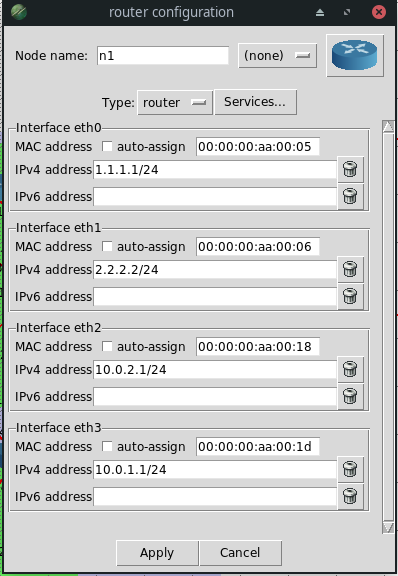 router configuration
Node name: n1 (none)
Type: router Services...
Interface eth0
MAC address auto-assign 00:00:00:aa:00:05
IPv4 address 1.1.1.1/24
IPv6 address
Interface eth1
MAC address auto-assign 00:00:00:aa:00:06
IPv4 address 2.2.2.2/24
IPv6 address
Interface eth2
MAC address auto-assign 00:00:00:aa:00:18
IPv4 address 10.0.2.1/24
IPv6 address
Interface eth3
MAC address auto-assign 00:00:00:aa:00:1d
IPv4 address 10.0.1.1/24
IPv6 address
Apply Cancel